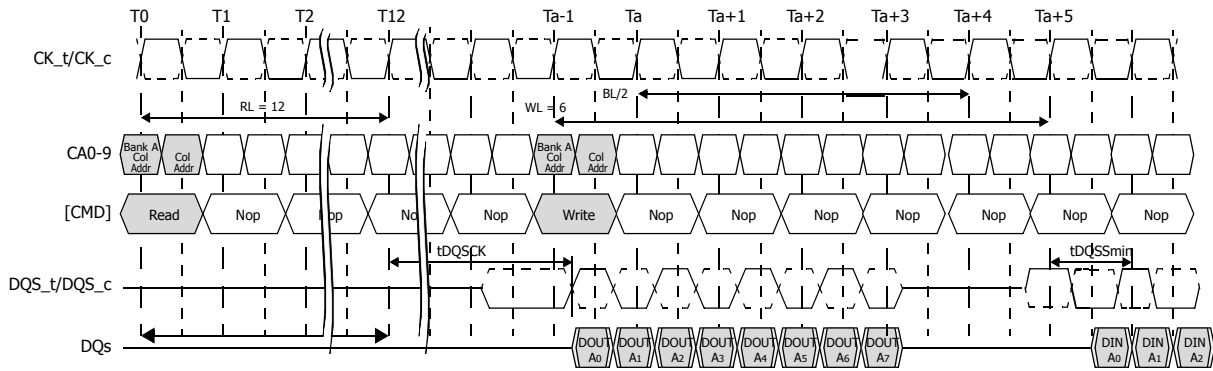 T0 T1 T2 T12 Ta-1 Ta Ta+1 Ta+2 Ta+3 Ta+4 Ta+5
CK_t/CK_c
RL = 12
WL = 6
BL/2
CA0-9
Bank A
Col
Addr
Col
Addr
Bank A
Col
Addr
Col
Addr
[CMD]
Read Nop Nop Nop Nop Write Nop Nop Nop Nop Nop Nop Nop
tDQSCK
tDQSSmin
DQS_t/DQS_c
DQs
DOUT A0
DOUT A1
DOUT A2
DOUT A3
DOUT A4
DOUT A5
DOUT A6
DOUT A7
DIN A0
DIN A1
DIN A2